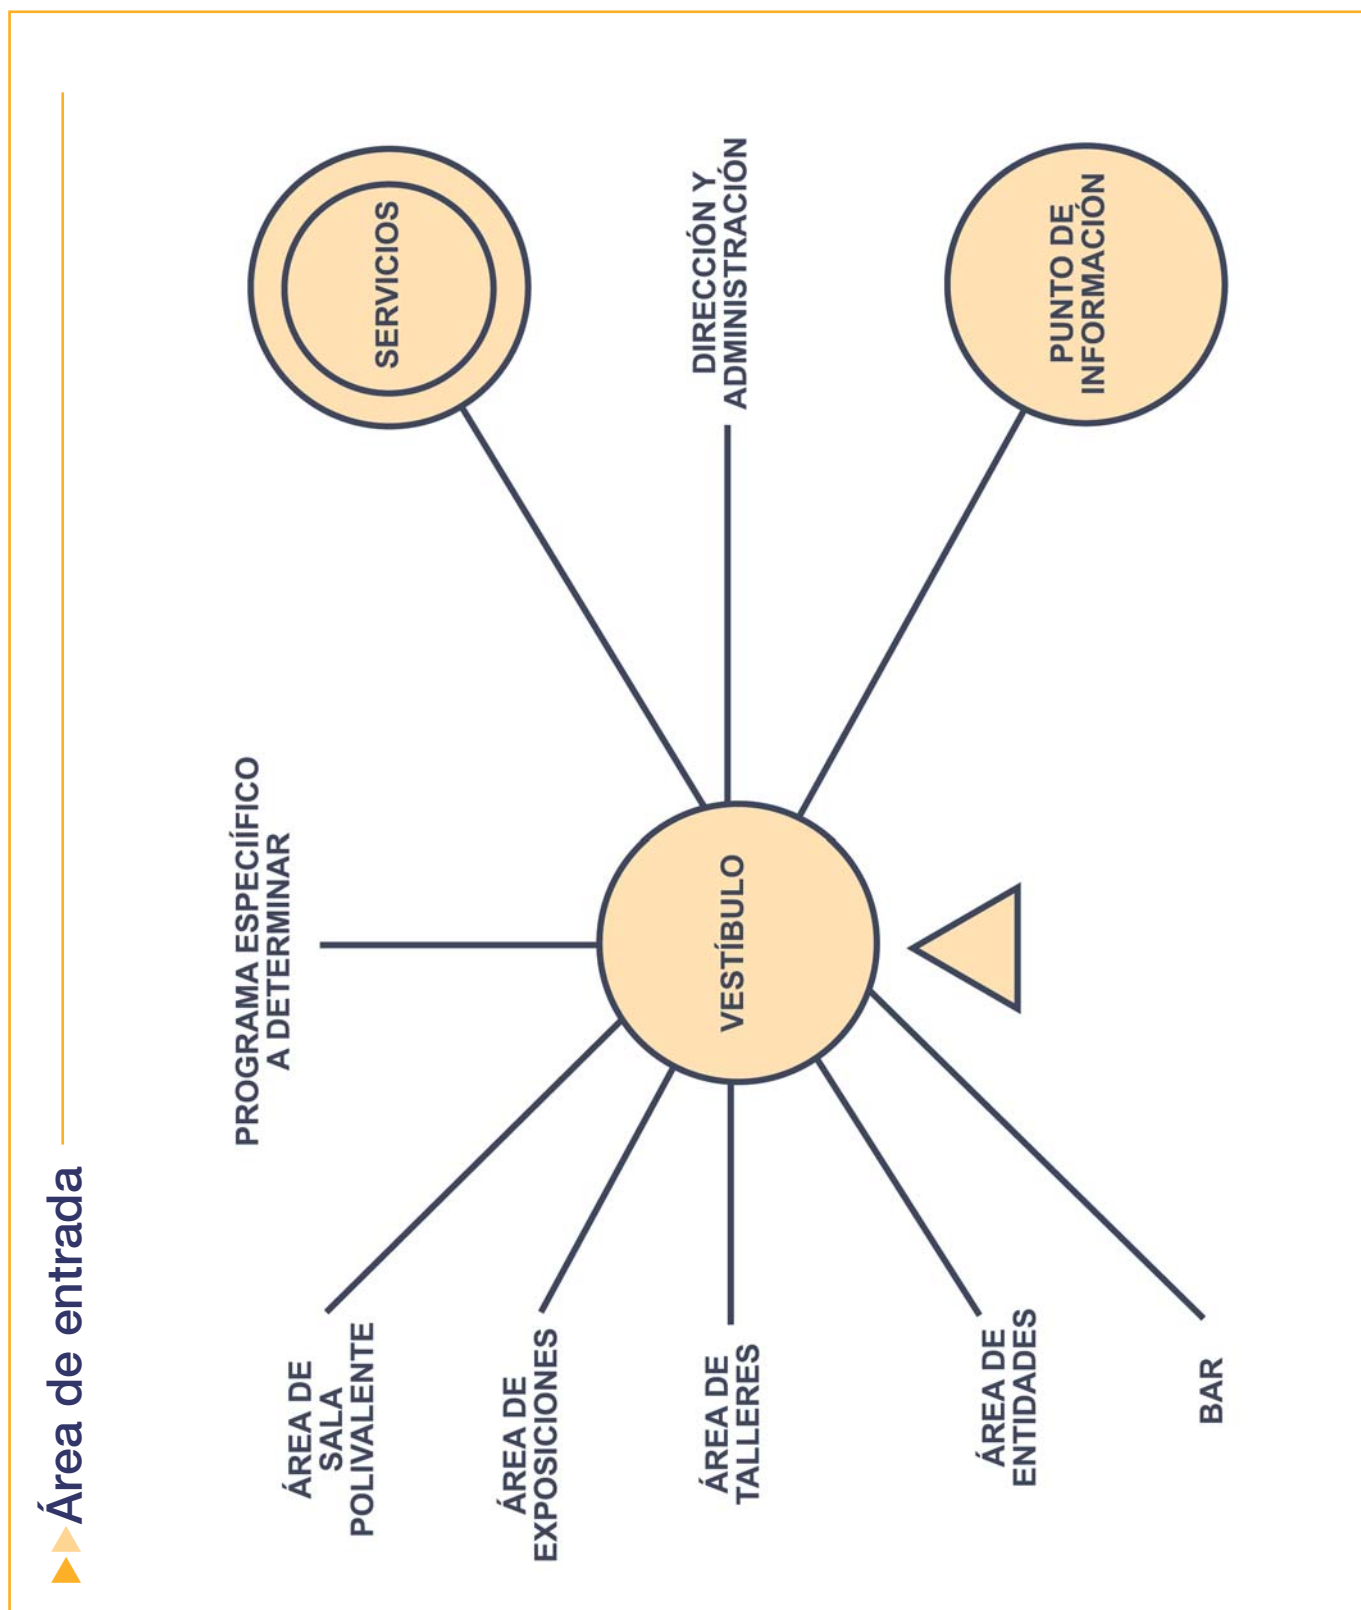 Área de entrada
ÁREA DE
SALA
POLIVALENTE
ÁREA DE
EXPOSICIONES
ÁREA DE
TALLERES
ÁREA DE
ENTIDADES
BAR
PROGRAMA ESPECIÍFICO
A DETERMINAR
VESTÍBULO
SERVICIOS
DIRECCIÓN Y
ADMINISTRACIÓN
PUNTO DE
INFORMACIÓN